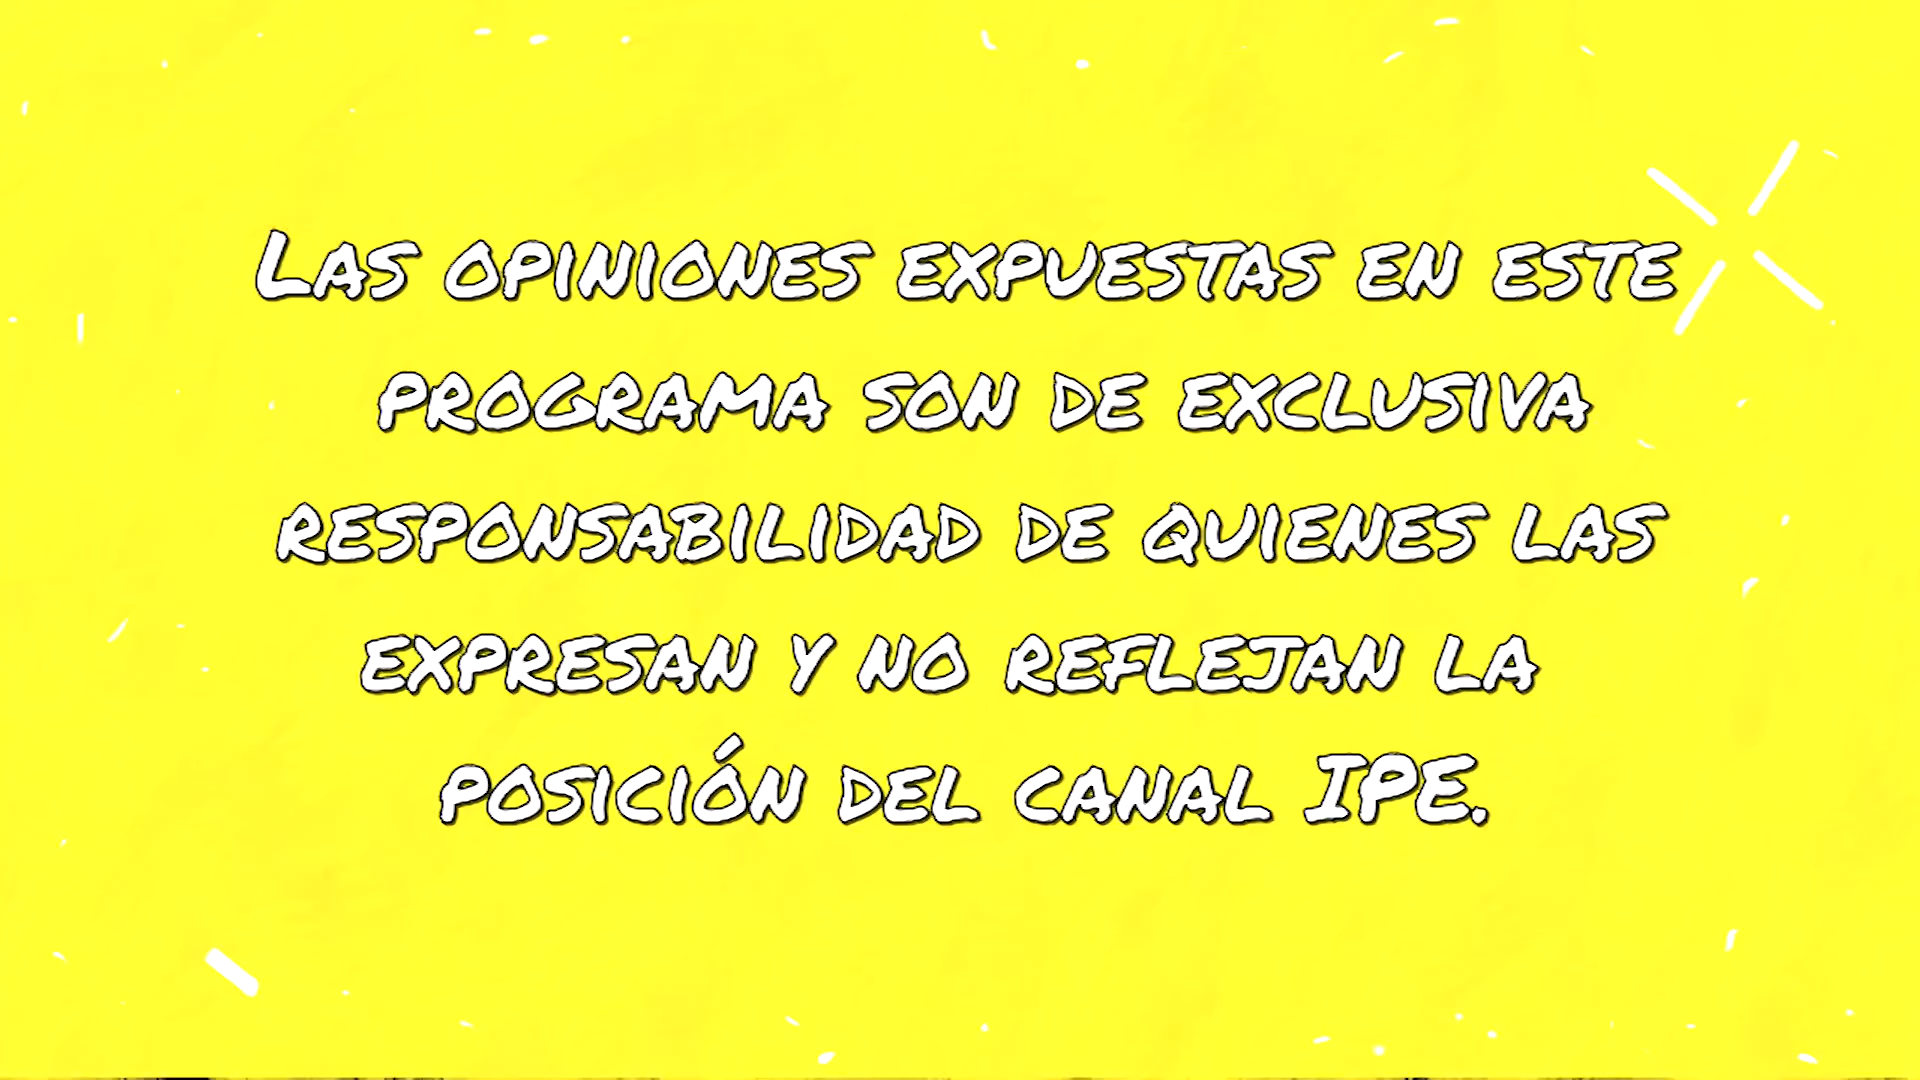 Las opiniones expuestas en este
programa son de exclusiva
responsabilidad de quienes las
expresan y no reflejan la
posición del canal IPE.